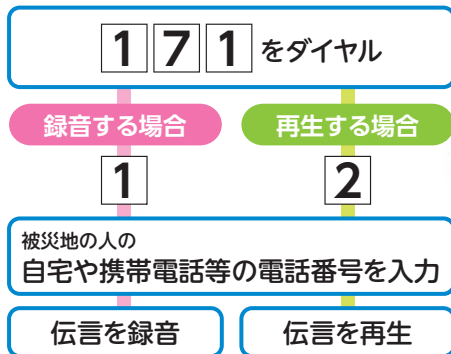 171をダイヤル
録音する場合 再生する場合
1 2
被災地の人の
自宅や携帯電話等の電話番号を入力
伝言を録音 伝言を再生